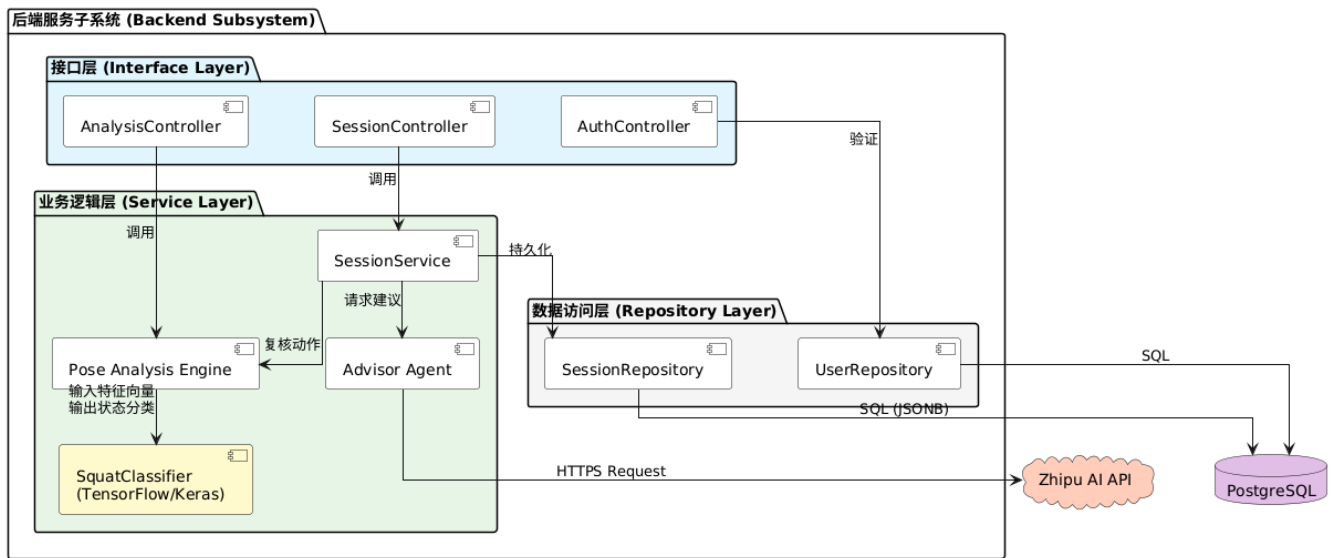 后端服务子系统 (Backend Subsystem)
接口层 (Interface Layer)
AnalysisController
SessionController
AuthController
验证
调用
业务逻辑层 (Service Layer)
调用
SessionService
持久化
请求建议
数据访问层 (Repository Layer)
复核动作
Pose Analysis Engine
Advisor Agent
SessionRepository
UserRepository
SQL
输入特征向量
输出状态分类
SQL (JSONB)
SquatClassifier
(TensorFlow/Keras)
HTTPS Request
Zhipu AI API
PostgreSQL